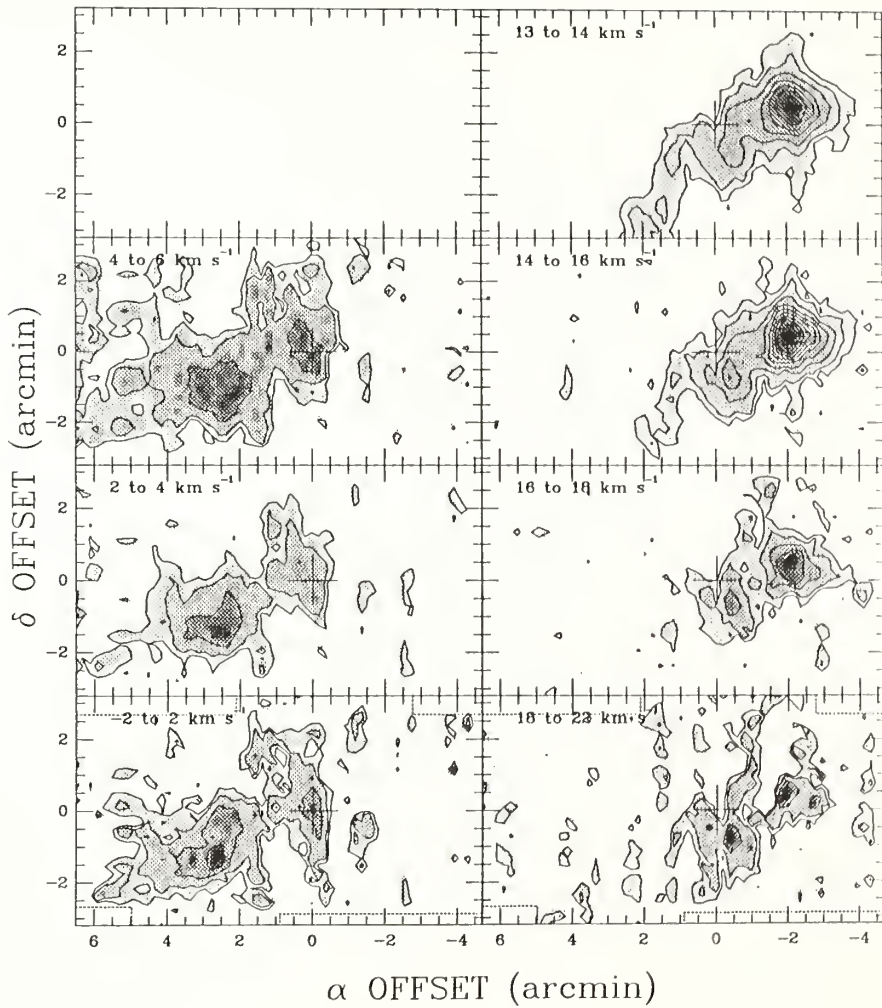 13 to 14 km s⁻¹
2
0
−2
4 to 6 km s⁻¹
14 to 16 km s⁻¹
2
0
−2
2 to 4 km s⁻¹
16 to 18 km s⁻¹
2
0
−2
−2 to 2 km s⁻¹
18 to 22 km s⁻¹
2
0
−2
6 4 2 0 −2 −4 6 4 2 0 −2 −4
δ OFFSET (arcmin)
α OFFSET (arcmin)